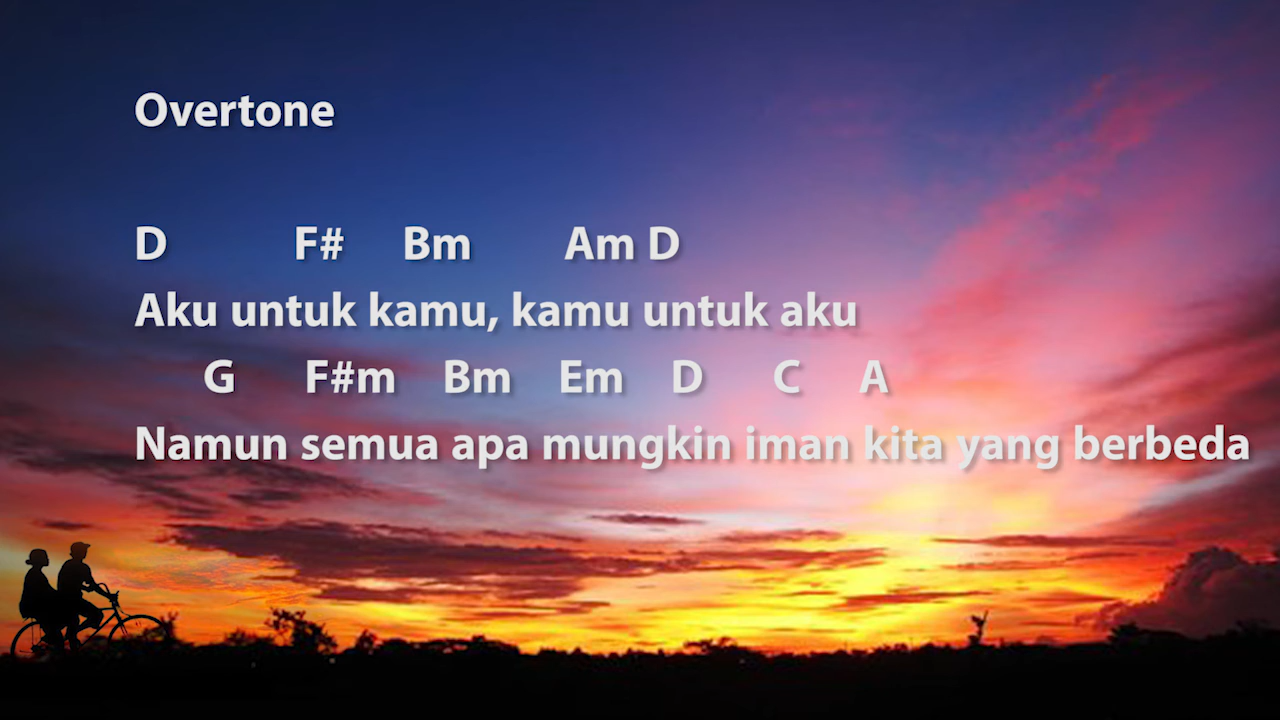 Overtone
D F# Bm Am D
Aku untuk kamu, kamu untuk aku
G F#m Bm Em D C A
Namun semua apa mungkin iman kita yang berbeda